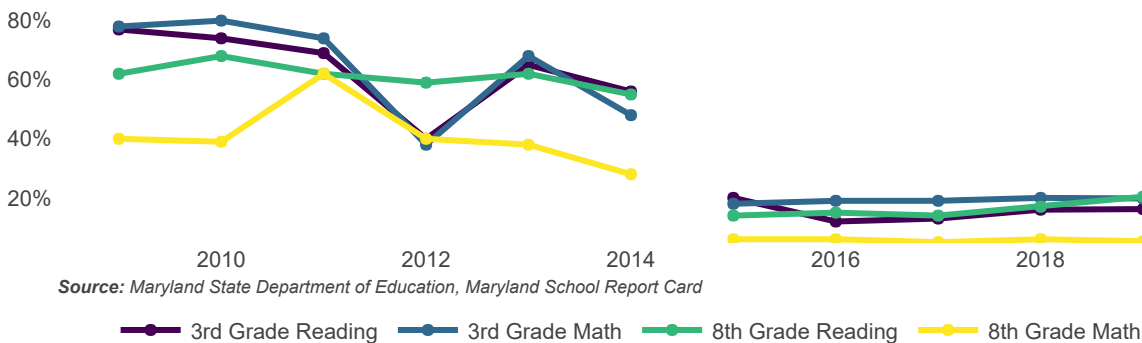 80%
60%
40%
20%
2010 2012 2014 2016 2018
Source: Maryland State Department of Education, Maryland School Report Card
3rd Grade Reading 3rd Grade Math 8th Grade Reading 8th Grade Math